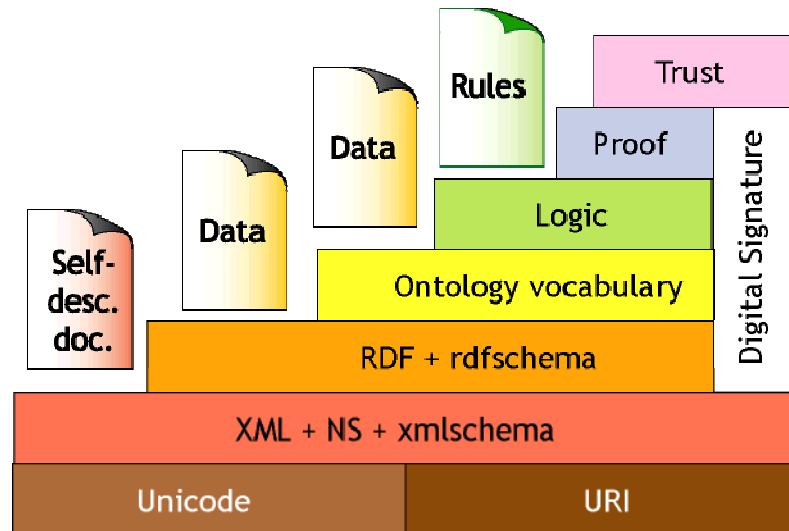 Rules
Trust
Data
Proof
Data
Logic
Self-
desc.
doc.
Ontology vocabulary
Digital Signature
RDF + rdfschema
XML + NS + xmlschema
Unicode
URI